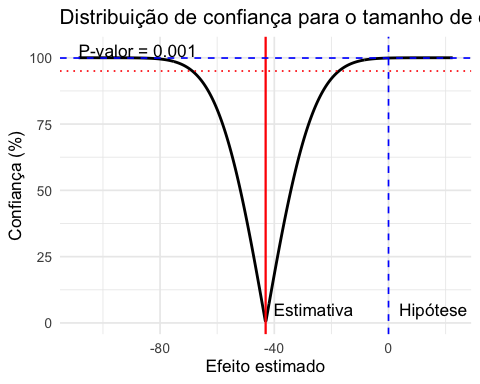 Distribuição de confiança para o tamanho de
P-valor = 0.001
100
75
50
25
0
Confiança (%)
Estimativa
Hipótese
-80
-40
0
Efeito estimado